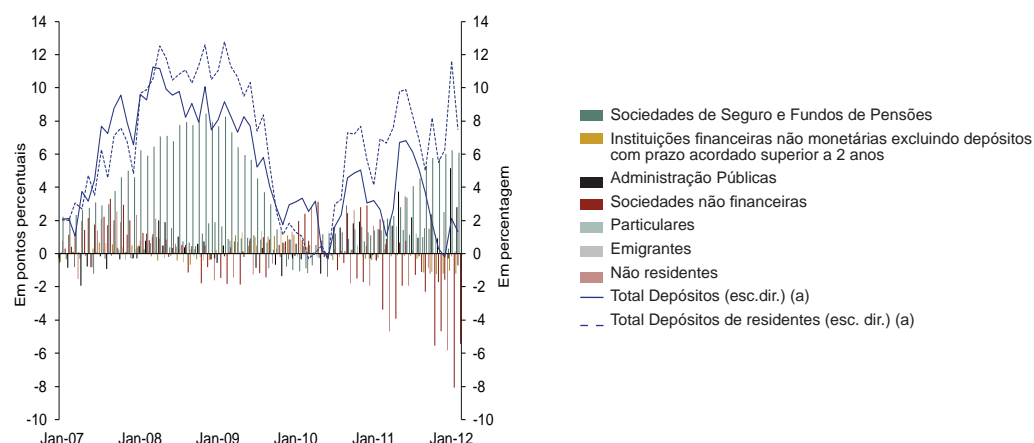 14
12
10
8
6
4
2
0
-2
-4
-6
-8
-10
Em pontos percentuais
14
12
10
8
6
4
2
0
-2
-4
-6
-8
-10
Em percentagem
Jan-07 Jan-08 Jan-09 Jan-10 Jan-11 Jan-12
Sociedades de Seguro e Fundos de Pensões
Instituições financeiras não monetárias excluindo depósitos
com prazo acordado superior a 2 anos
Administração Públicas
Sociedades não financeiras
Particulares
Emigrantes
Não residentes
Total Depósitos (esc.dir.) (a)
Total Depósitos de residentes (esc. dir.) (a)